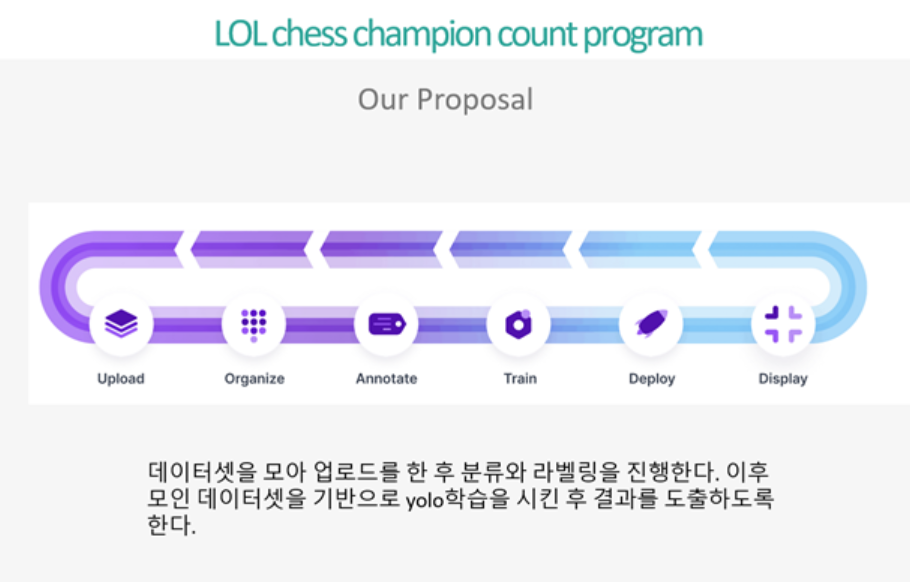 LOL chess champion count program
Our Proposal
Upload
Organize
Annotate
Train
Deploy
Display
데이터셋을 모아 업로드를 한 후 분류와 라벨링을 진행한다. 이후
모인 데이터셋을 기반으로 yolo학습을 시킨 후 결과를 도출하도록
한다.